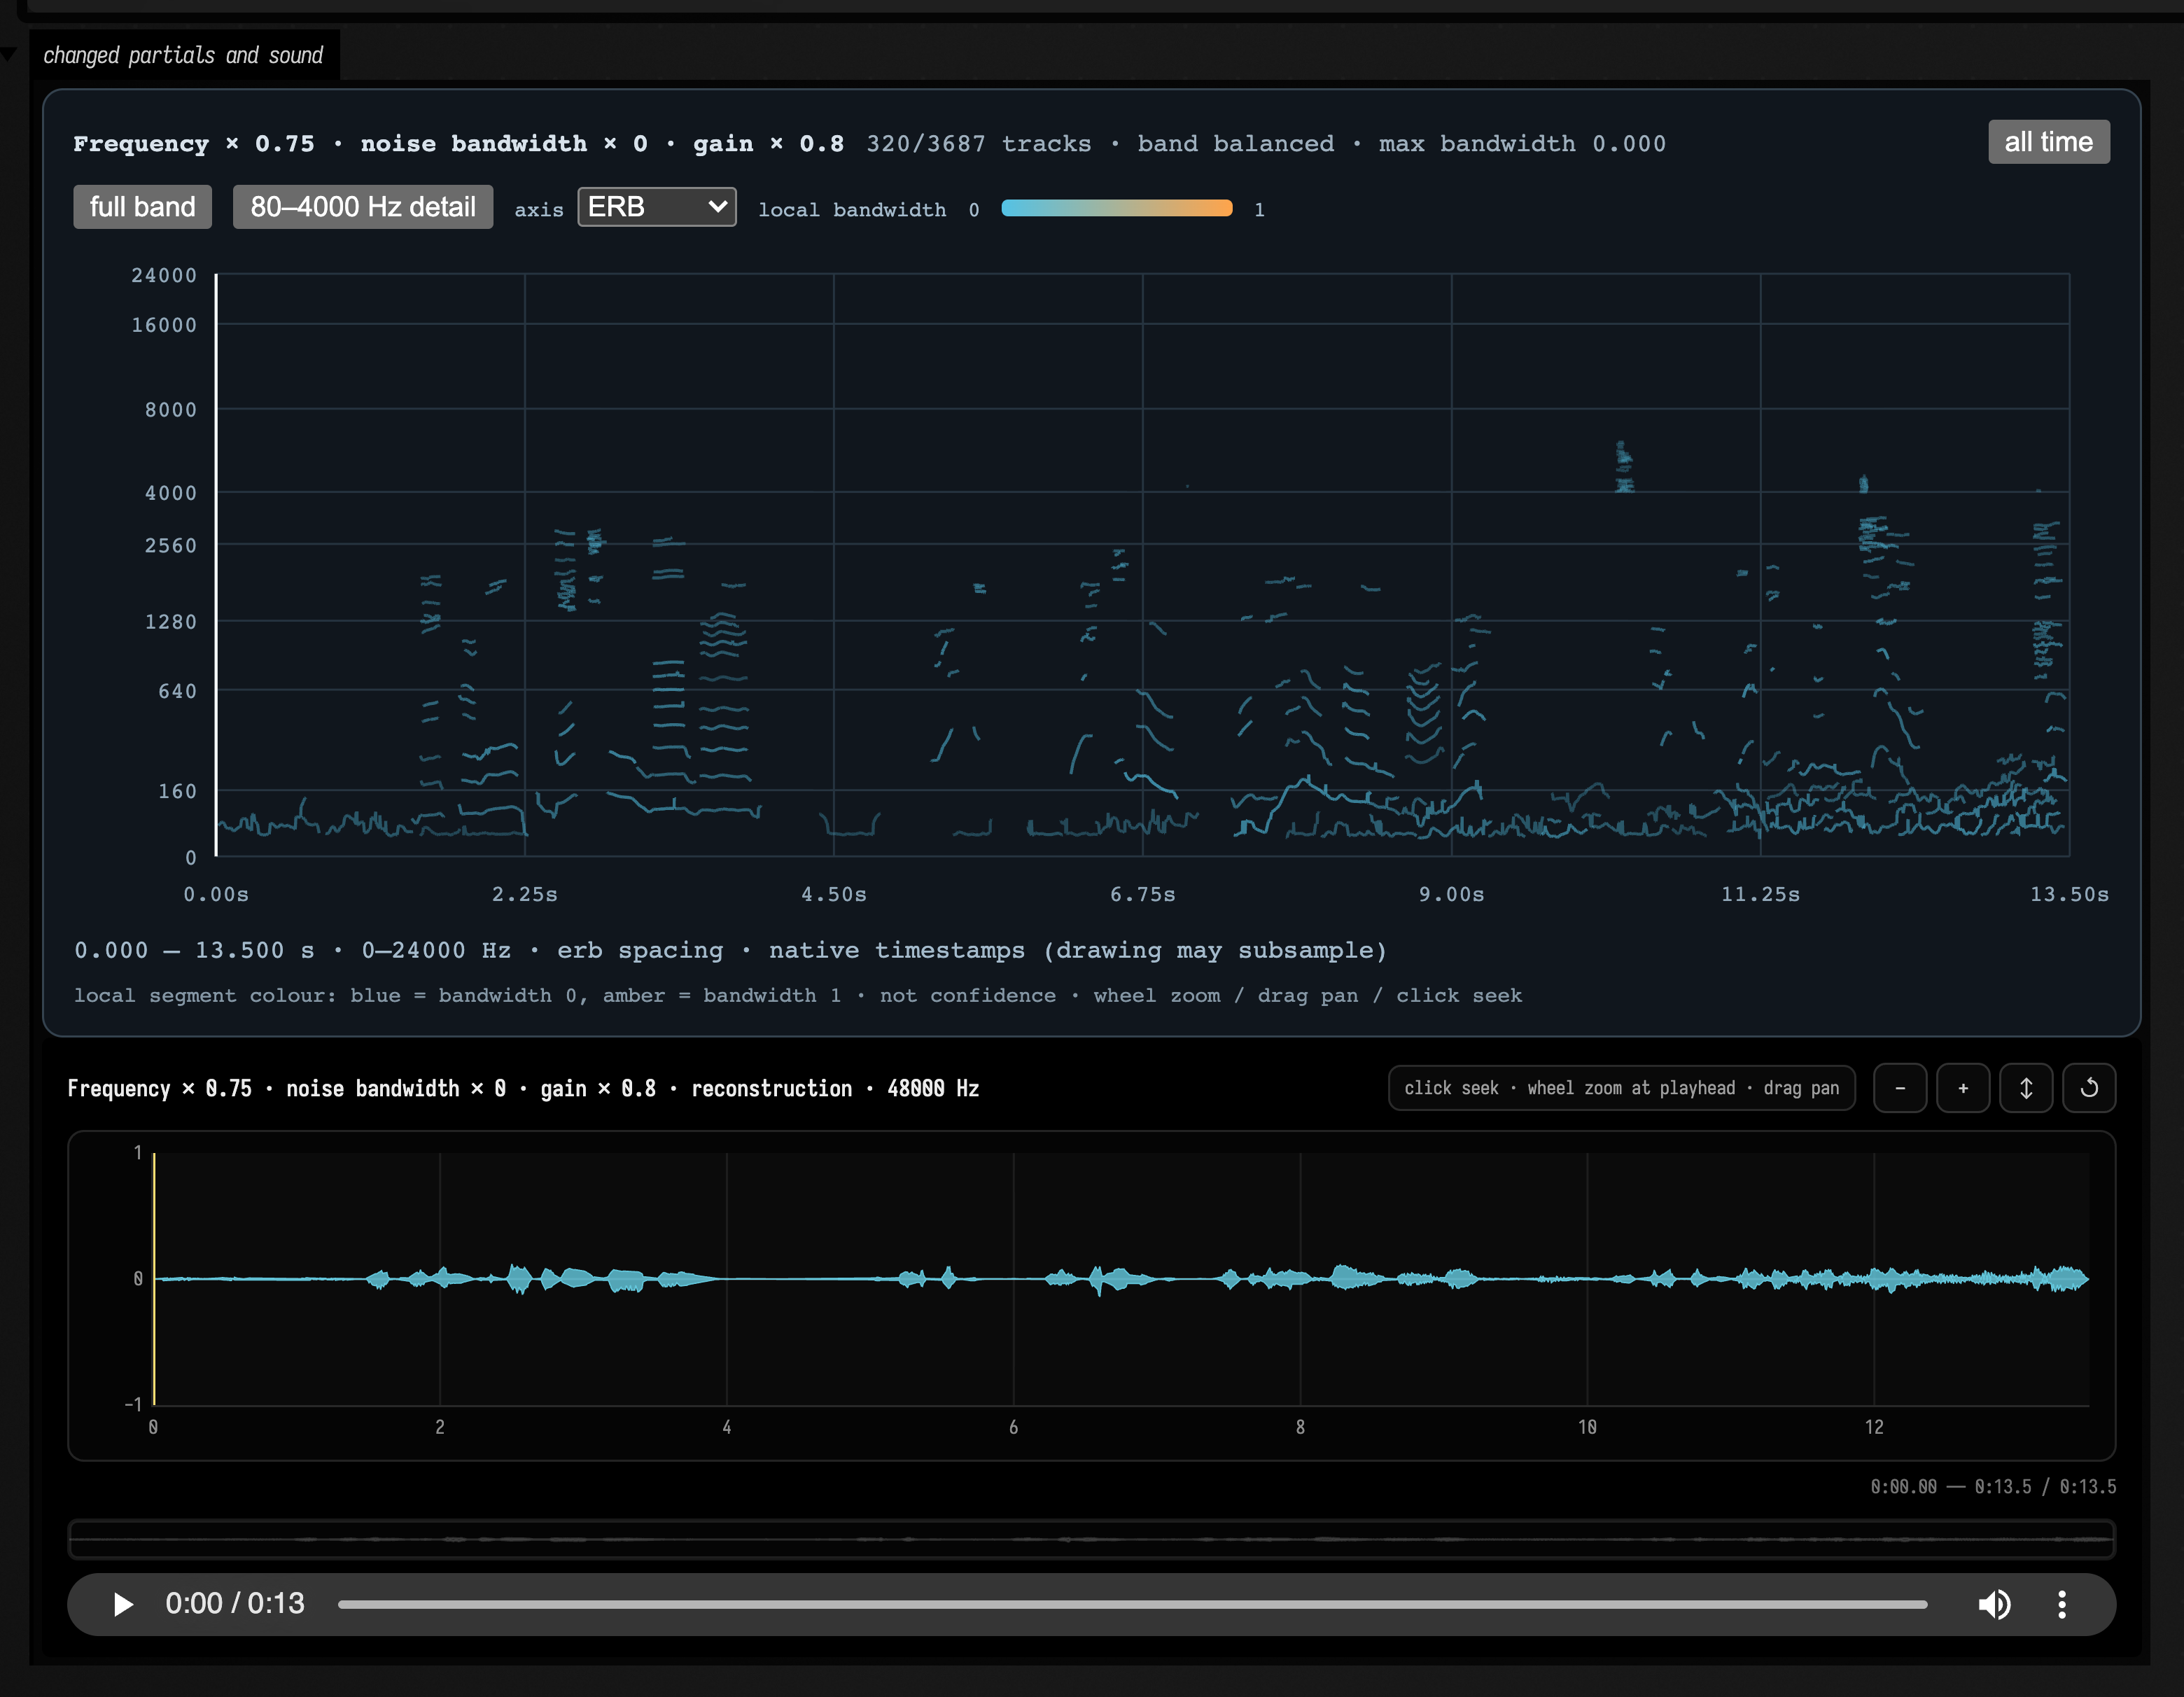 changed partials and sound
Frequency × 0.75 · noise bandwidth × 0 · gain × 0.8 320/3687 tracks · band balanced · max bandwidth 0.000
all time
full band
80–4000 Hz detail
axis
ERB
local bandwidth 0
1
24000
16000
8000
4000
2560
1280
640
160
0
0.00s
2.25s
4.50s
6.75s
9.00s
11.25s
13.50s
0.000 – 13.500 s · 0–24000 Hz · erb spacing · native timestamps (drawing may subsample)
local segment colour: blue = bandwidth 0, amber = bandwidth 1 · not confidence · wheel zoom / drag pan / click seek
Frequency × 0.75 · noise bandwidth × 0 · gain × 0.8 · reconstruction · 48000 Hz
click seek · wheel zoom at playhead · drag pan
−
+
↕
↺
1
0
-1
0
2
4
6
8
10
12
0:00.00 — 0:13.5 / 0:13.5
0:00 / 0:13